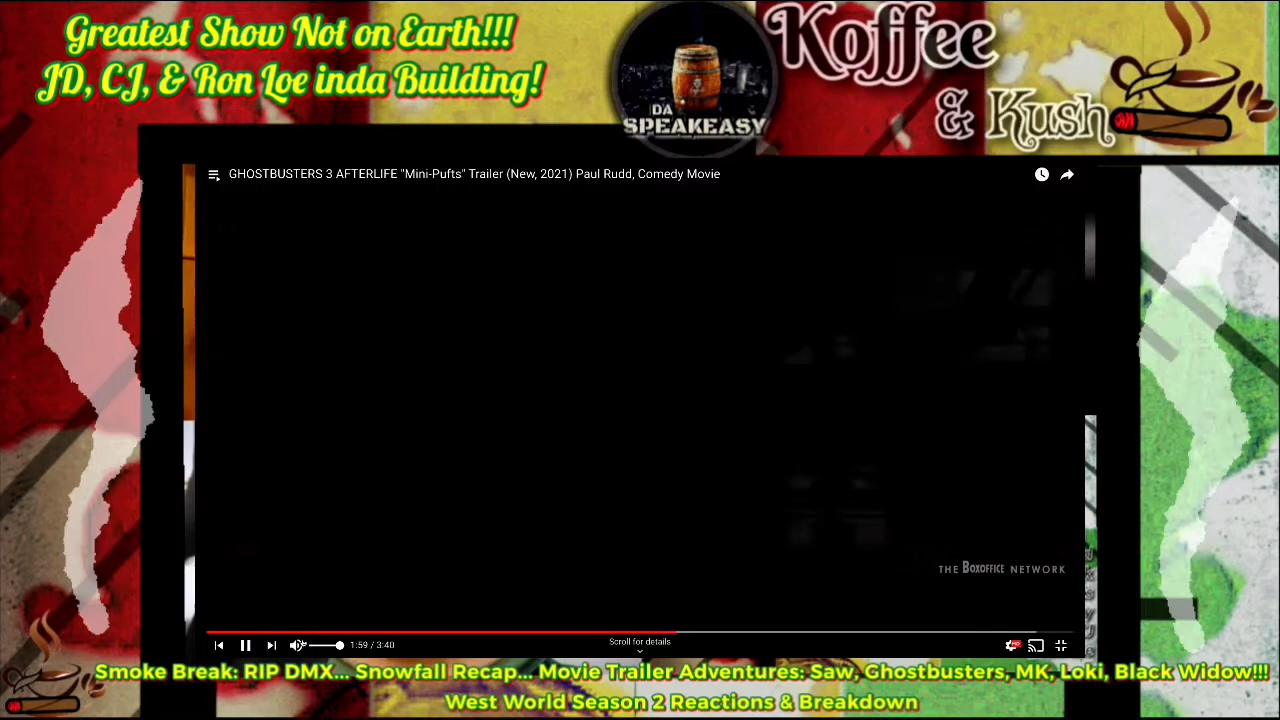 Greatest Show Not on Earth!!!
JD, CJ, & Ron Loe inda Building!
DA
SPEAKEASY
Koffee
& Kush
GHOSTBUSTERS 3 AFTERLIFE "Mini-Pufts" Trailer (New, 2021) Paul Rudd, Comedy Movie
THE BOXOFFICE NETWORK
1:59 / 3:40
Scroll for details
Smoke Break: RIP DMX... Snowfall Recap... Movie Trailer Adventures: Saw, Ghostbusters, MK, Loki, Black Widow!!!
West World Season 2 Reactions & Breakdown